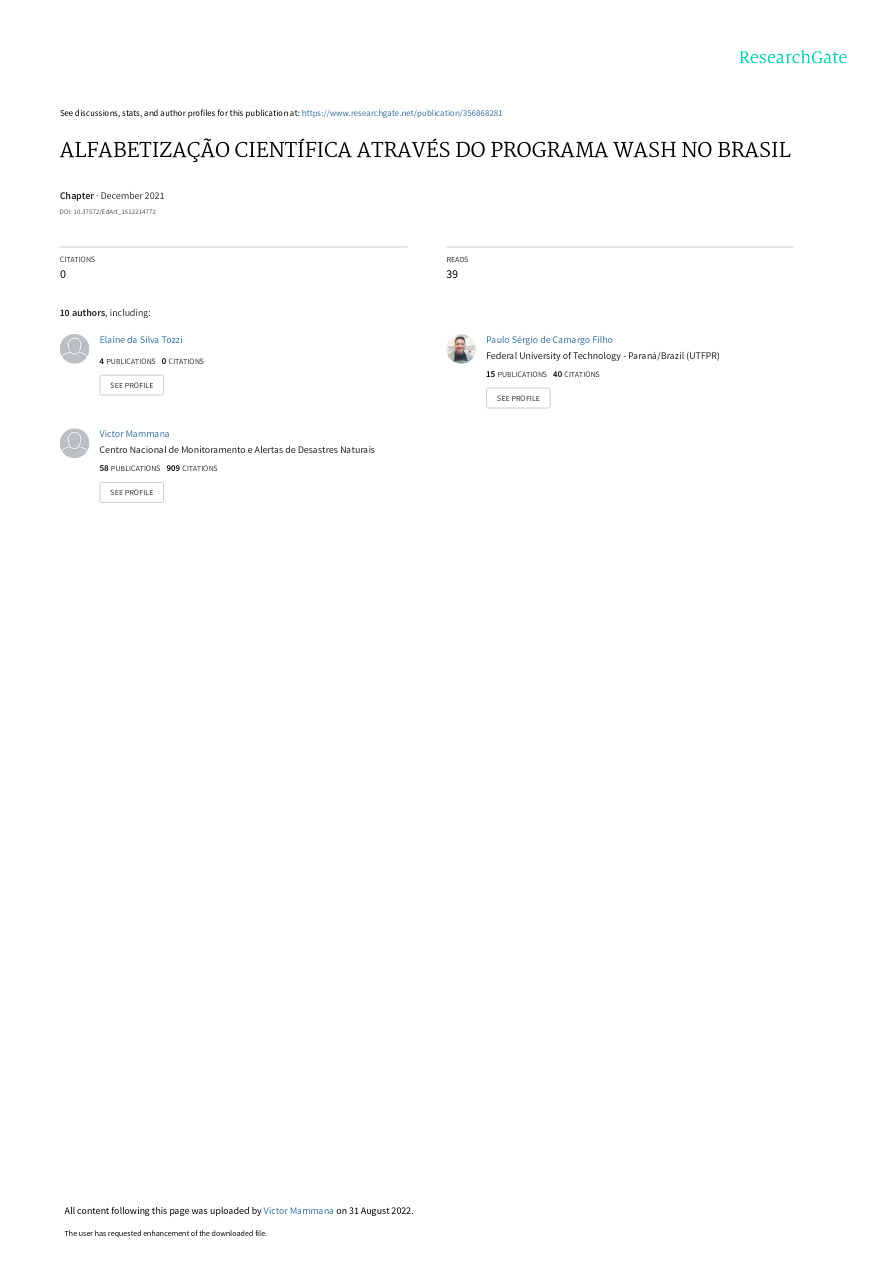 ResearchGate
See discussions, stats, and author profiles for this publication at: https://www.researchgate.net/publication/356868281
ALFABETIZAÇÃO CIENTÍFICA ATRAVÉS DO PROGRAMA WASH NO BRASIL
Chapter · December 2021
DOI: 10.37572/EdArt_1612214772
CITATIONS
0
READS
39
10 authors, including:
Elaine da Silva Tozzi
4 PUBLICATIONS 0 CITATIONS
SEE PROFILE
Paulo Sérgio de Camargo Filho
Federal University of Technology - Paraná/Brazil (UTFPR)
15 PUBLICATIONS 40 CITATIONS
SEE PROFILE
Victor Mammana
Centro Nacional de Monitoramento e Alertas de Desastres Naturais
58 PUBLICATIONS 909 CITATIONS
SEE PROFILE
All content following this page was uploaded by Victor Mammana on 31 August 2022.
The user has requested enhancement of the downloaded file.